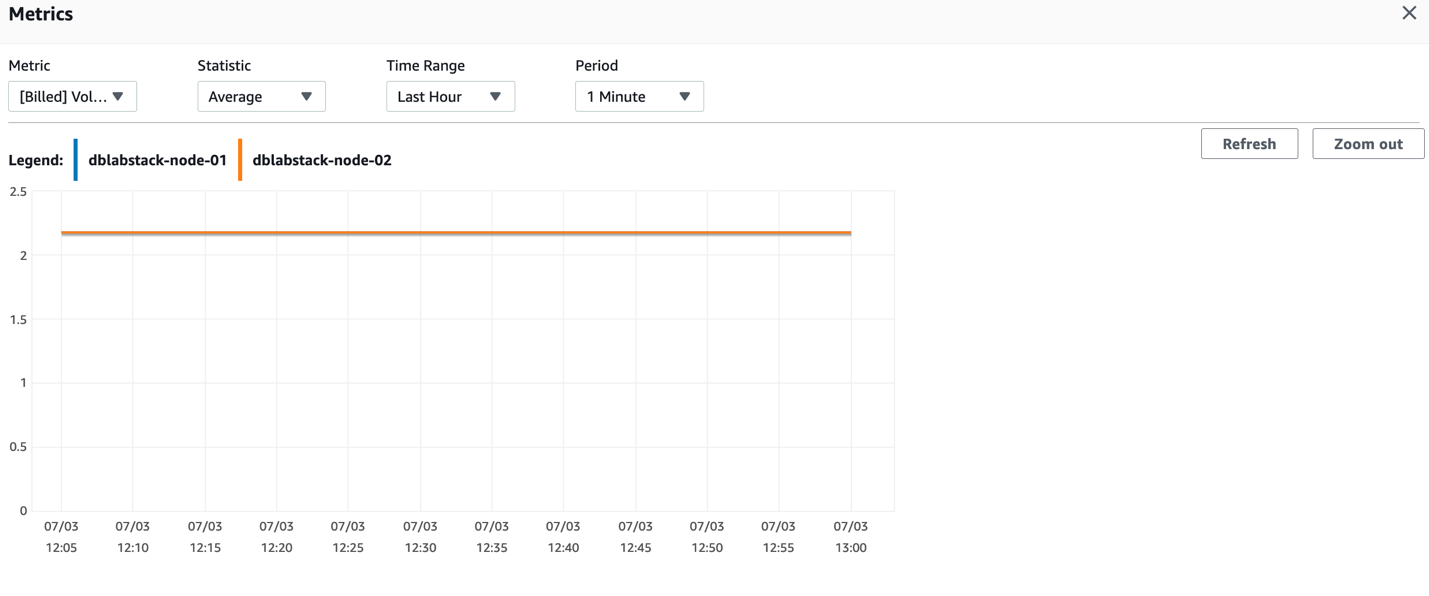 Metrics
Metric Statistic Time Range Period
[Billed] Vol... Average Last Hour 1 Minute
Refresh Zoom out
Legend: dblabstack-node-01 dblabstack-node-02
2.5
2
1.5
1
0.5
0
07/03 07/03 07/03 07/03 07/03 07/03 07/03 07/03 07/03 07/03 07/03 07/03
12:05 12:10 12:15 12:20 12:25 12:30 12:35 12:40 12:45 12:50 12:55 13:00